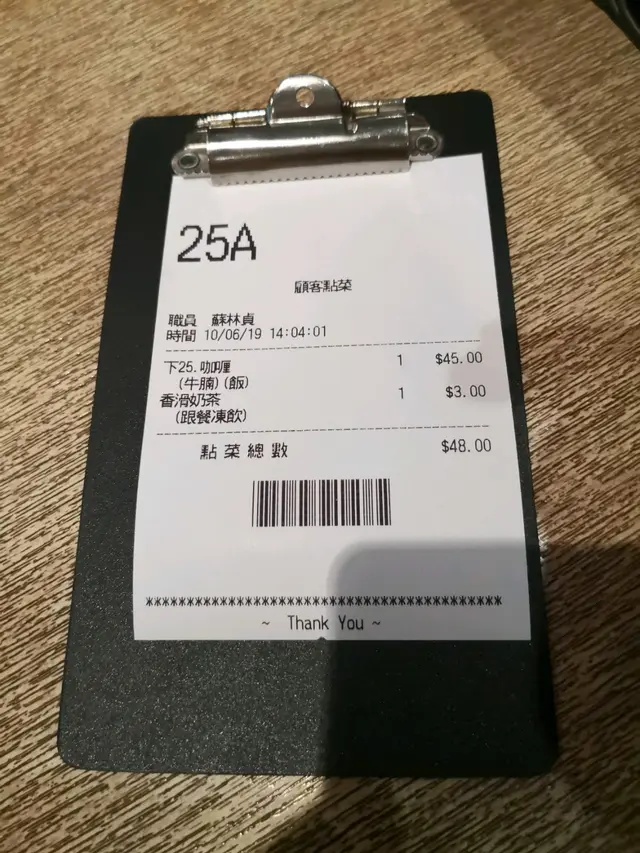 25A
顧客點菜
職員 蘇林貞
時間 10/06/19 14:04:01
下25.咖喱 1 $45.00
(牛腩)(飯)
香滑奶茶 1 $3.00
(跟餐凍飲)
點菜總數 $48.00
************************************
~ Thank You ~